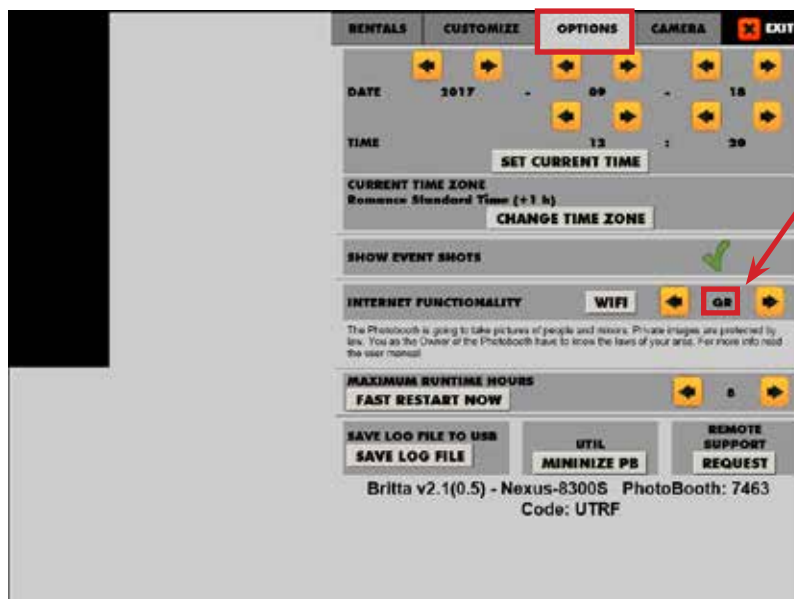 RENTALS CUSTOMIZE OPTIONS CAMERA EXIT
DATE 2017 - 09 - 18
TIME 12 : 20
SET CURRENT TIME
CURRENT TIME ZONE
Romance Standard Time (+1 h)
CHANGE TIME ZONE
SHOW EVENT SHOTS
INTERNET FUNCTIONALITY WIFI GR
The Photobooth is going to take pictures of people and minors. Private images are protected by
law. You as the Owner of the Photobooth have to know the laws of your area. For more info read
the user manual
MAXIMUM RUNTIME HOURS
FAST RESTART NOW 8
SAVE LOG FILE TO USB
SAVE LOG FILE
UTIL
MININIZE PB
REMOTE
SUPPORT
REQUEST
Britta v2.1(0.5) - Nexus-8300S PhotoBooth: 7463
Code: UTRF